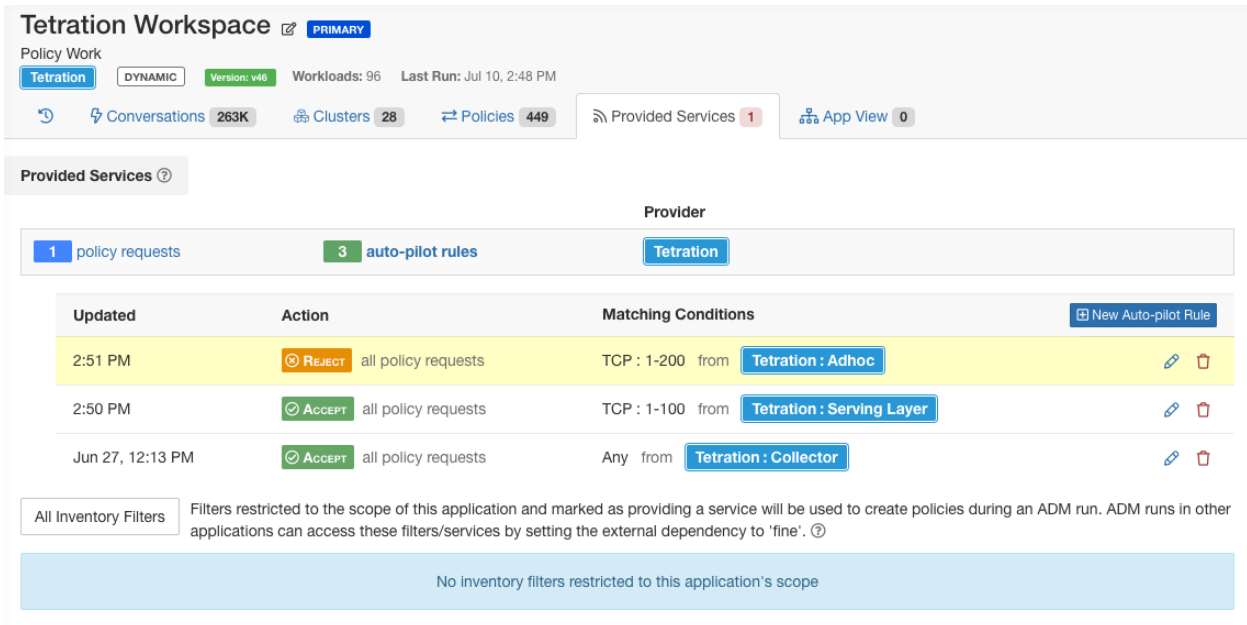 Tetration Workspace PRIMARY
Policy Work
Tetration DYNAMIC Version: v46 Workloads: 96 Last Run: Jul 10, 2:48 PM
Conversations 263K Clusters 28 Policies 449 Provided Services 1 App View 0
Provided Services ?
Provider
1 policy requests 3 auto-pilot rules Tetration
Updated Action Matching Conditions New Auto-pilot Rule
2:51 PM REJECT all policy requests TCP : 1-200 from Tetration : Adhoc
2:50 PM ACCEPT all policy requests TCP : 1-100 from Tetration : Serving Layer
Jun 27, 12:13 PM ACCEPT all policy requests Any from Tetration : Collector
All Inventory Filters Filters restricted to the scope of this application and marked as providing a service will be used to create policies during an ADM run. ADM runs in other
applications can access these filters/services by setting the external dependency to 'fine'. ?
No inventory filters restricted to this application's scope